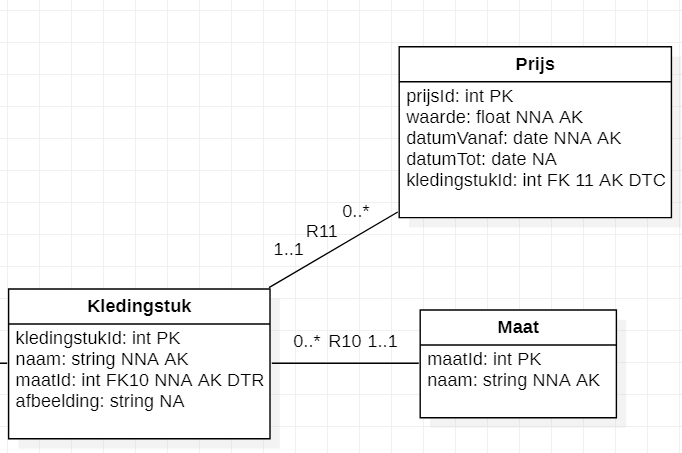 Prijs
prijsId: int PK
waarde: float NNA AK
datumVanaf: date NNA AK
datumTot: date NA
kledingstukId: int FK 11 AK DTC
0..*
R11
1..1
Kledingstuk
kledingstukId: int PK
naam: string NNA AK
maatId: int FK10 NNA AK DTR
afbeelding: string NA
0..* R10 1..1
Maat
maatId: int PK
naam: string NNA AK